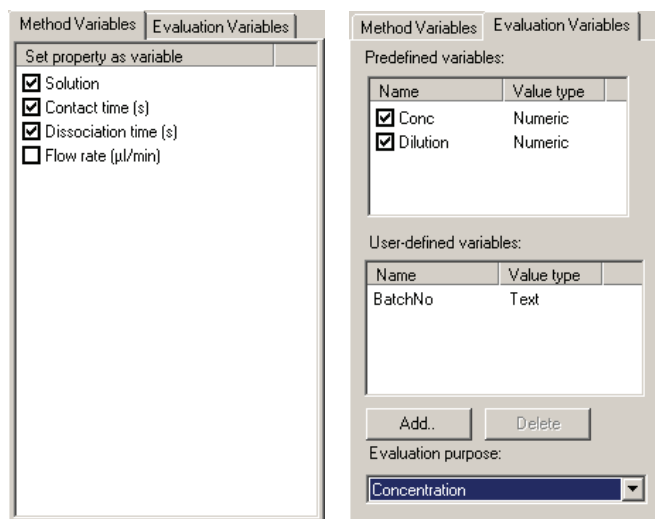 Method Variables Evaluation Variables
Set property as variable
Solution
Contact time (s)
Dissociation time (s)
Flow rate (µl/min)
Method Variables Evaluation Variables
Predefined variables:
Name Value type
Conc Numeric
Dilution Numeric
User-defined variables:
Name Value type
BatchNo Text
Add.. Delete
Evaluation purpose:
Concentration